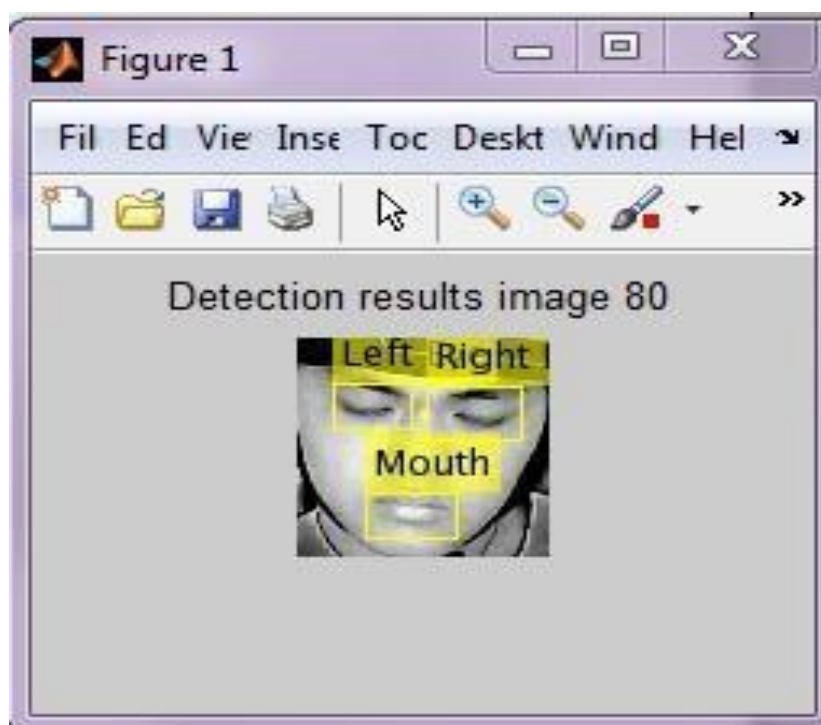 Figure 1
Fil Ed Vie Inse Toc Deskt Wind Hel
Detection results image 80
Left Right
Mouth